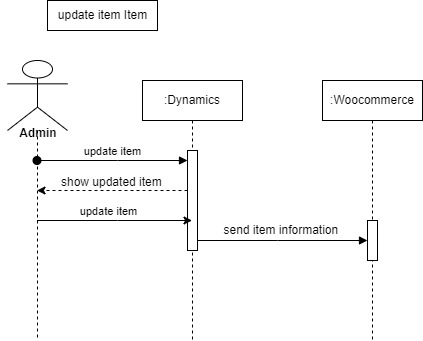 update item Item
:Dynamics
:Woocommerce
Admin
update item
show updated item
update item
send item information